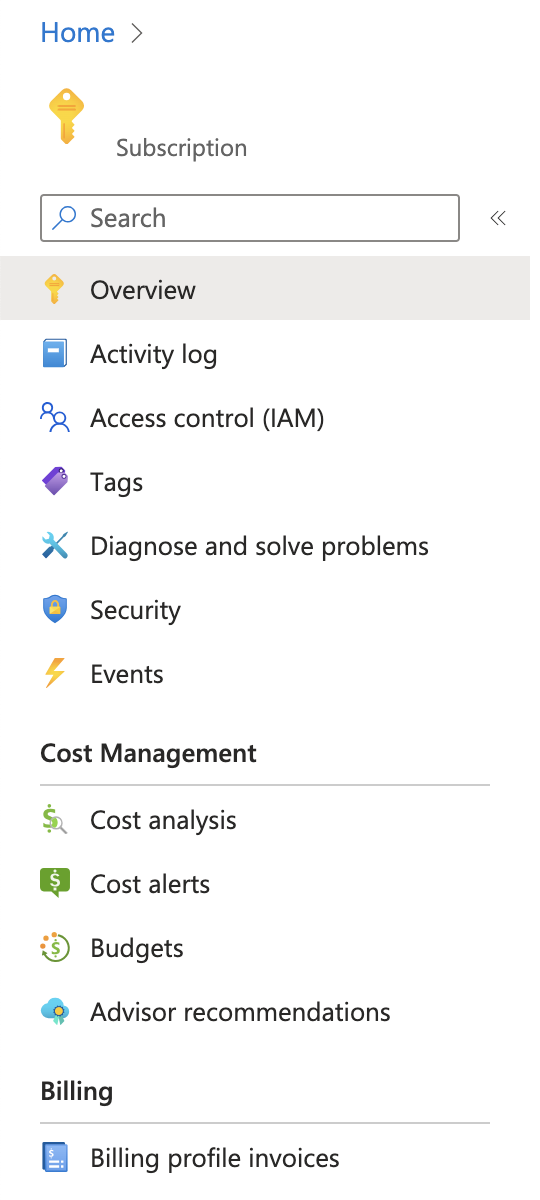 Home
Subscription
Search
Overview
Activity log
Access control (IAM)
Tags
Diagnose and solve problems
Security
Events
Cost Management
Cost analysis
Cost alerts
Budgets
Advisor recommendations
Billing
Billing profile invoices